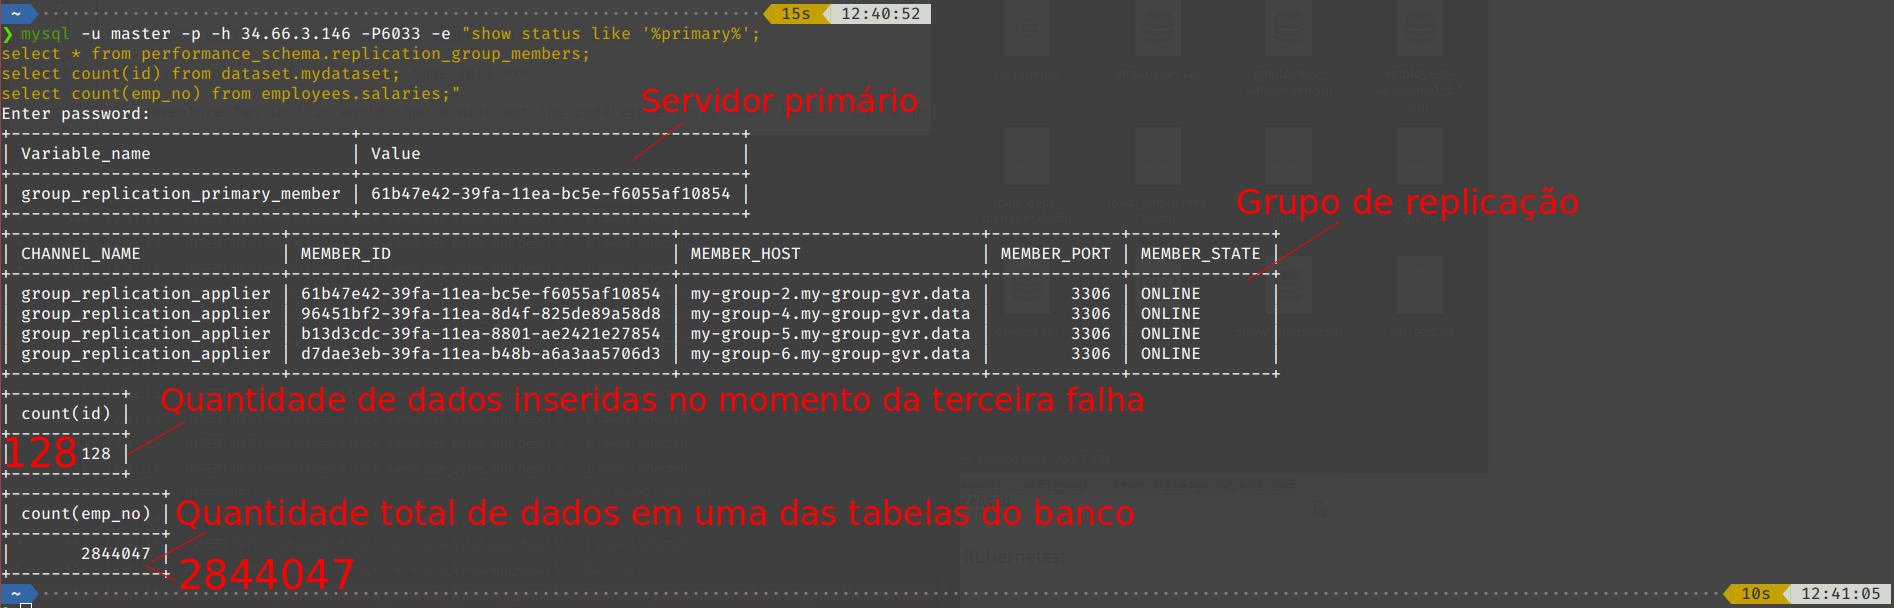 ~ 15s 12:40:52
❯ mysql -u master -p -h 34.66.3.146 -P6033 -e "show status like '%primary%';
select * from performance_schema.replication_group_members;
select count(id) from dataset.mydataset;
select count(emp_no) from employees.salaries;"
Enter password:
Servidor primário
+----------------------------------+--------------------------------------+
| Variable_name | Value |
| group_replication_primary_member | 61b47e42-39fa-11ea-bc5e-f6055af10854 |
Grupo de replicação
| CHANNEL_NAME | MEMBER_ID | MEMBER_HOST | MEMBER_PORT | MEMBER_STATE |
| group_replication_applier | 61b47e42-39fa-11ea-bc5e-f6055af10854 | my-group-2.my-group-gvr.data | 3306 | ONLINE |
| group_replication_applier | 96451bf2-39fa-11ea-8d4f-825de89a58d8 | my-group-4.my-group-gvr.data | 3306 | ONLINE |
| group_replication_applier | b13d3cdc-39fa-11ea-8801-ae2421e27854 | my-group-5.my-group-gvr.data | 3306 | ONLINE |
| group_replication_applier | d7dae3eb-39fa-11ea-b48b-a6a3aa5706d3 | my-group-6.my-group-gvr.data | 3306 | ONLINE |
Quantidade de dados inseridas no momento da terceira falha
| count(id) |
128
| 128 |
| count(emp_no) |
Quantidade total de dados em uma das tabelas do banco
| 2844047 |
2844047
Kubernetes:
~ 10s 12:41:05